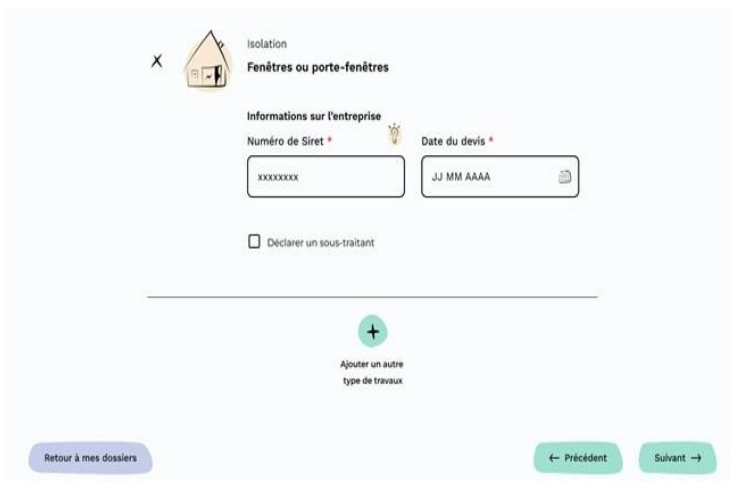 X
Isolation
Fenêtres ou porte-fenêtres
Informations sur l'entreprise
Numéro de Siret *
Date du devis *
xxxxxxxx
JJ MM AAAA
Déclarer un sous-traitant
+
Ajouter un autre
type de travaux
Retour à mes dossiers
← Précédent
Suivant →